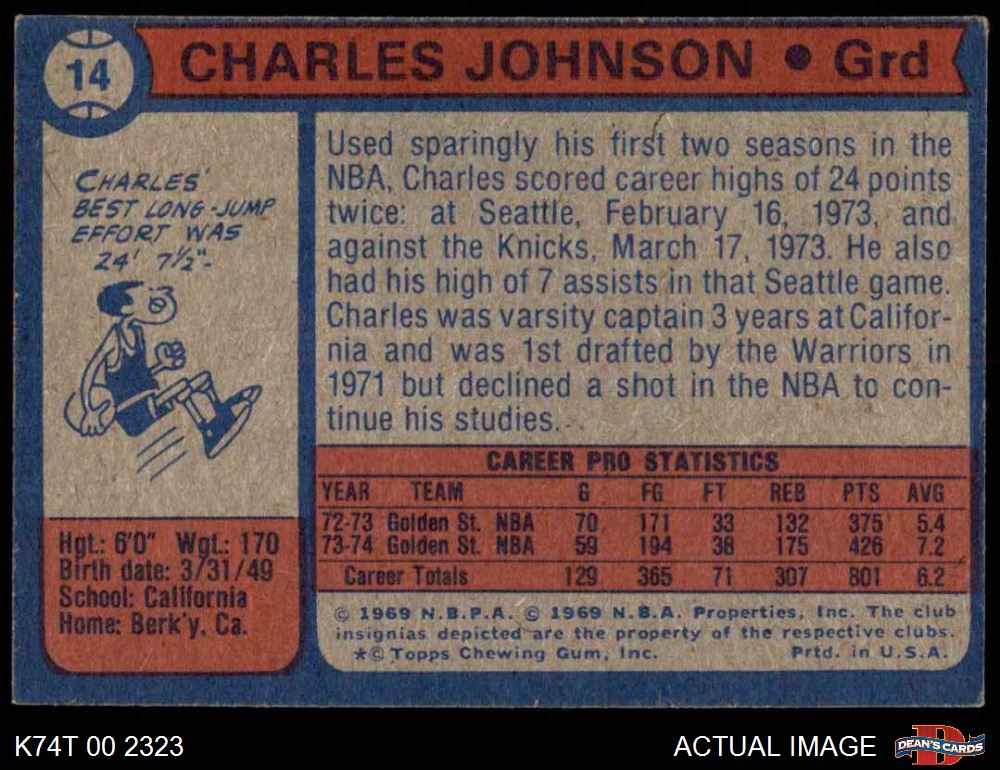 14
CHARLES JOHNSON • Grd
CHARLES'
BEST LONG-JUMP
EFFORT WAS
24' 7½".
Used sparingly his first two seasons in the
NBA, Charles scored career highs of 24 points
twice: at Seattle, February 16, 1973, and
against the Knicks, March 17, 1973. He also
had his high of 7 assists in that Seattle game.
Charles was varsity captain 3 years at Califor-
nia and was 1st drafted by the Warriors in
1971 but declined a shot in the NBA to con-
tinue his studies.
Hgt.: 6'0" Wgt.: 170
Birth date: 3/31/49
School: California
Home: Berk'y, Ca.
CAREER PRO STATISTICS
YEAR TEAM G FG FT REB PTS AVG
72-73 Golden St. NBA 70 171 33 132 375 5.4
73-74 Golden St. NBA 59 194 38 175 426 7.2
Career Totals 129 365 71 307 801 6.2
© 1969 N.B.P.A. © 1969 N.B.A. Properties, Inc. The club
insignias depicted are the property of the respective clubs.
*© Topps Chewing Gum, Inc. Prtd. in U.S.A.
K74T 00 2323
ACTUAL IMAGE
D
DEAN'S CARDS